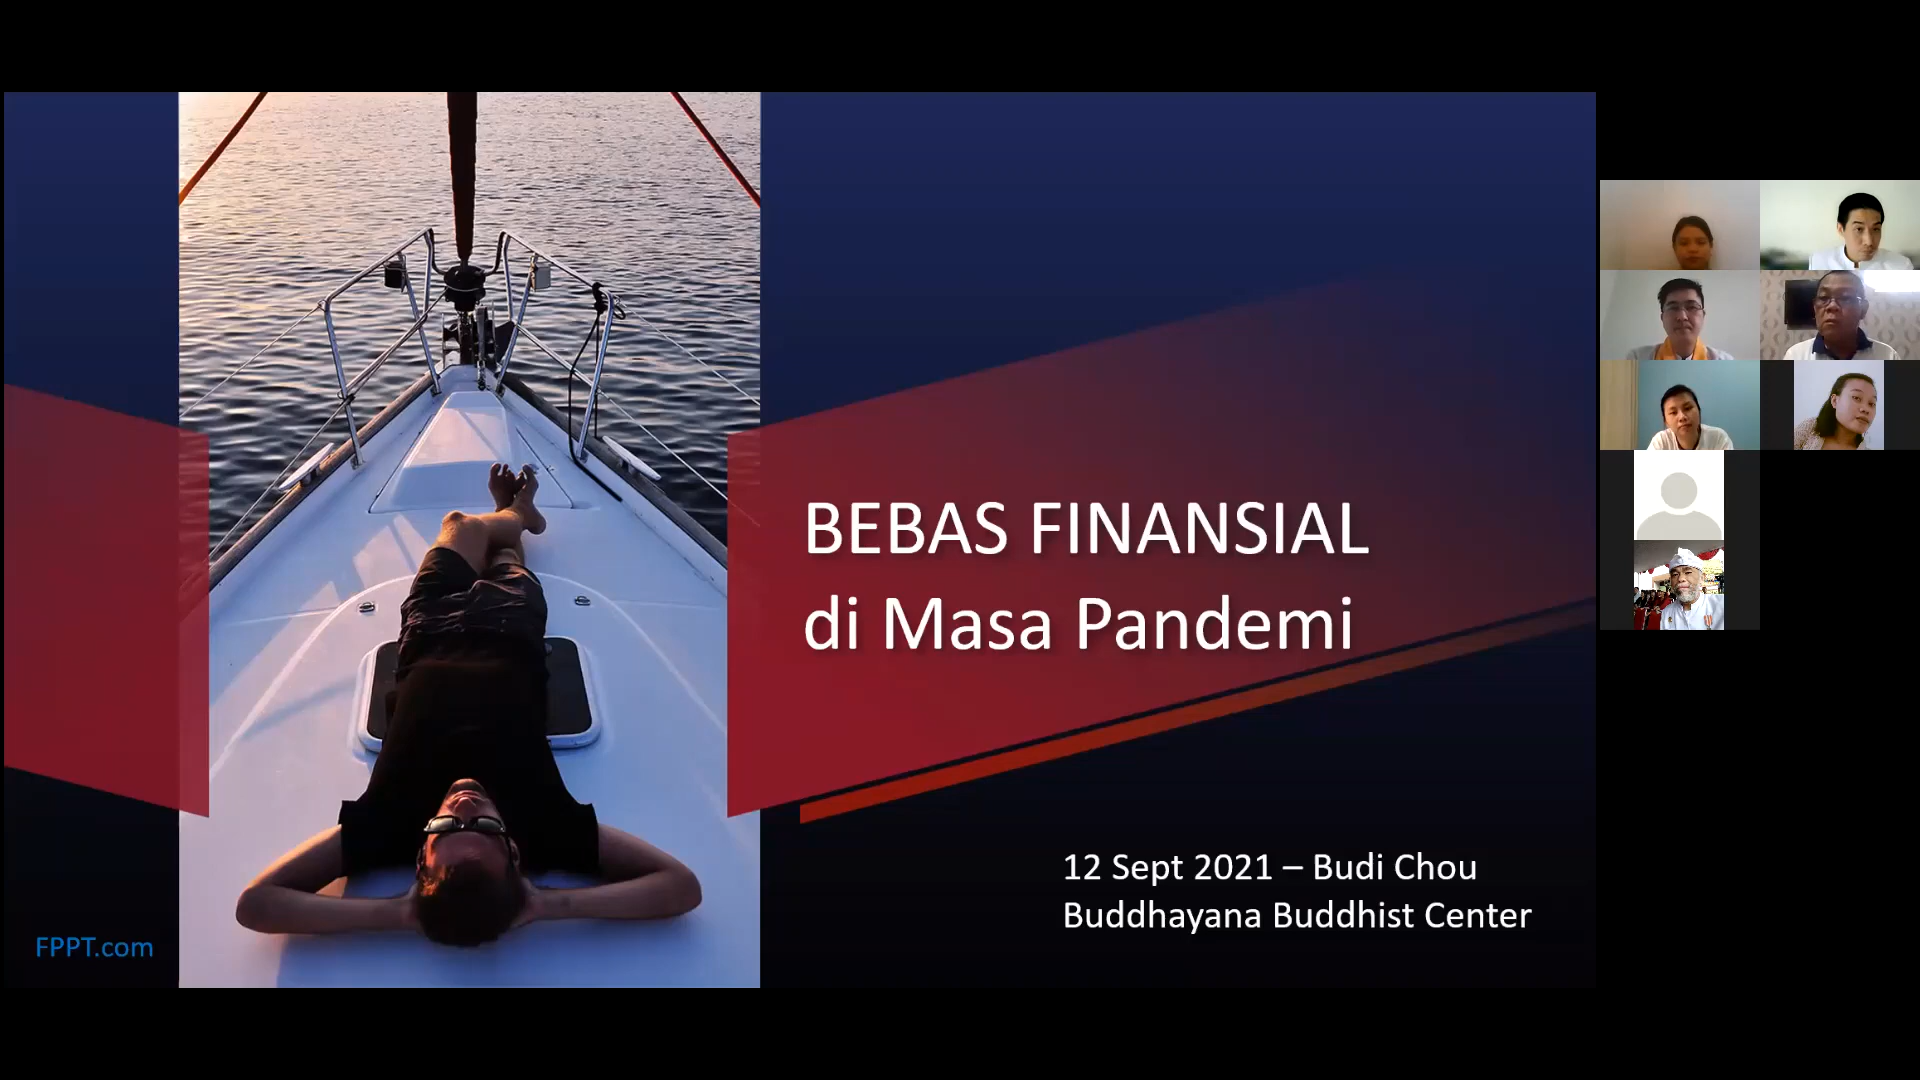 BEBAS FINANSIAL
di Masa Pandemi
12 Sept 2021 – Budi Chou
Buddhayana Buddhist Center
FPPT.com